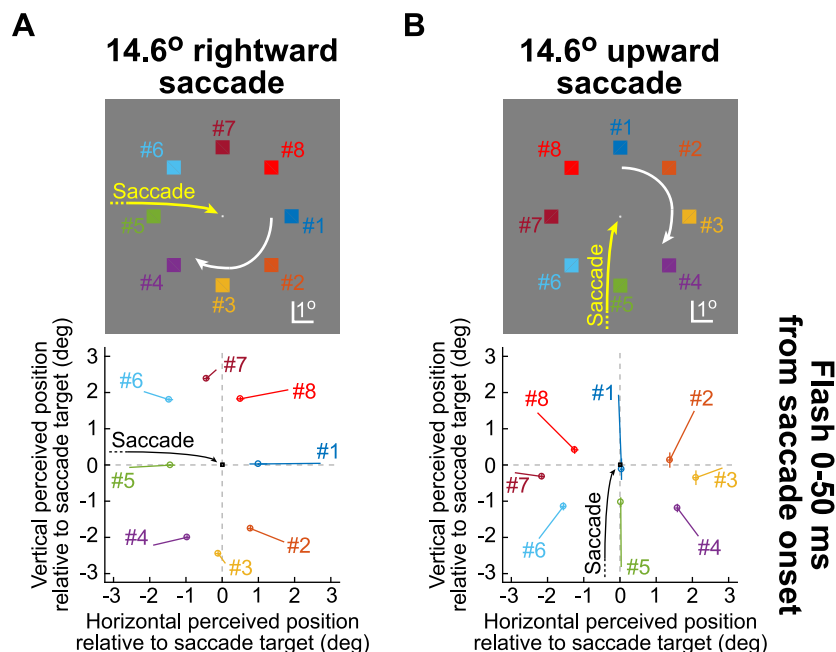 A
14.6° rightward
saccade
#7
#6
#8
Saccade
#5
#1
#4
#2
#3
1°
Vertical perceived position
relative to saccade target (deg)
3
2
1
0
-1
-2
-3
#7
#6
#8
Saccade
#1
#5
#4
#2
#3
-3 -2 -1 0 1 2 3
Horizontal perceived position
relative to saccade target (deg)
B
14.6° upward
saccade
#1
#8
#2
#7
#3
Saccade
#6
#4
#5
1°
Vertical perceived position
relative to saccade target (deg)
3
2
1
0
-1
-2
-3
#1
#8
#2
#7
#3
#6
#4
Saccade
#5
-3 -2 -1 0 1 2 3
Horizontal perceived position
relative to saccade target (deg)
Flash 0-50 ms
from saccade onset